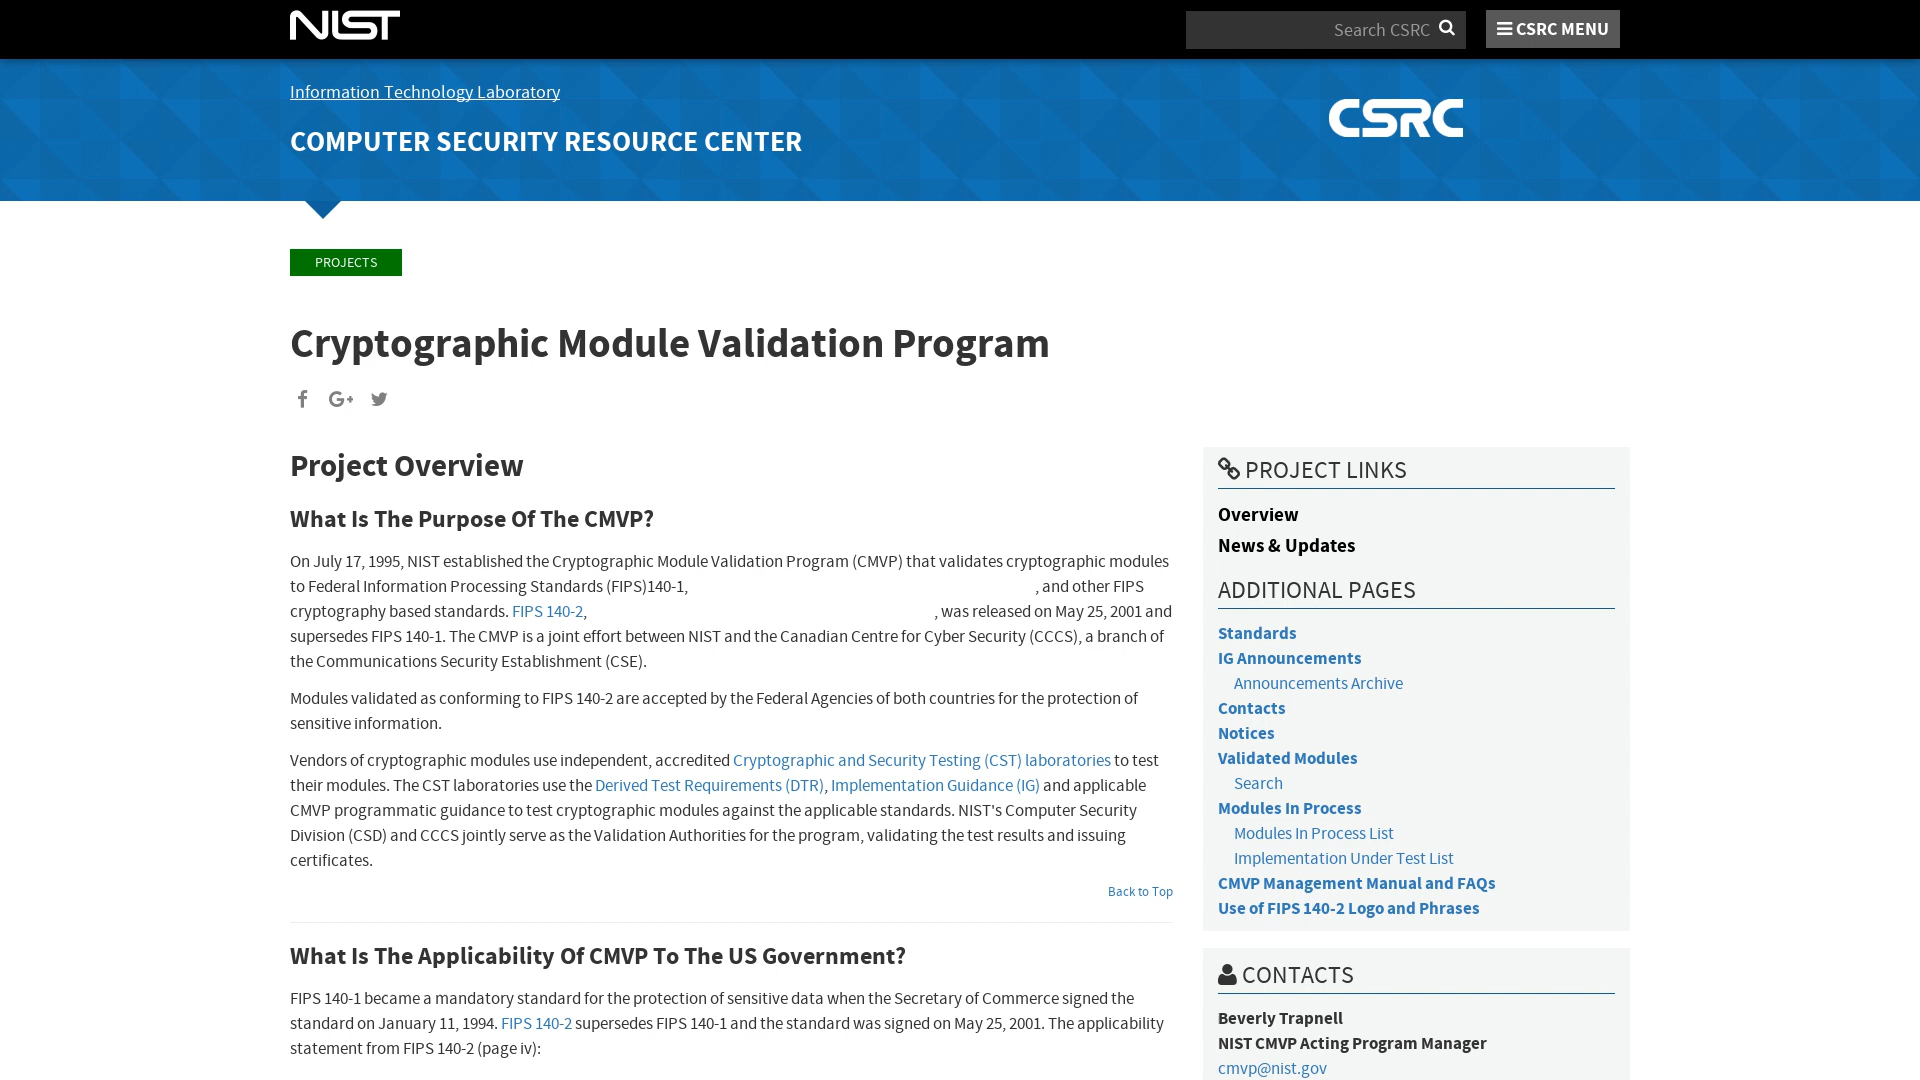 NIST
Search CSRC
CSRC MENU
Information Technology Laboratory
COMPUTER SECURITY RESOURCE CENTER
CSRC
PROJECTS
Cryptographic Module Validation Program
Project Overview
What Is The Purpose Of The CMVP?
On July 17, 1995, NIST established the Cryptographic Module Validation Program (CMVP) that validates cryptographic modules
to Federal Information Processing Standards (FIPS)140-1, , and other FIPS
cryptography based standards. FIPS 140-2, , was released on May 25, 2001 and
supersedes FIPS 140-1. The CMVP is a joint effort between NIST and the Canadian Centre for Cyber Security (CCCS), a branch of
the Communications Security Establishment (CSE).
Modules validated as conforming to FIPS 140-2 are accepted by the Federal Agencies of both countries for the protection of
sensitive information.
Vendors of cryptographic modules use independent, accredited Cryptographic and Security Testing (CST) laboratories to test
their modules. The CST laboratories use the Derived Test Requirements (DTR), Implementation Guidance (IG) and applicable
CMVP programmatic guidance to test cryptographic modules against the applicable standards. NIST's Computer Security
Division (CSD) and CCCS jointly serve as the Validation Authorities for the program, validating the test results and issuing
certificates.
Back to Top
What Is The Applicability Of CMVP To The US Government?
FIPS 140-1 became a mandatory standard for the protection of sensitive data when the Secretary of Commerce signed the
standard on January 11, 1994. FIPS 140-2 supersedes FIPS 140-1 and the standard was signed on May 25, 2001. The applicability
statement from FIPS 140-2 (page iv):
PROJECT LINKS
Overview
News & Updates
ADDITIONAL PAGES
Standards
IG Announcements
Announcements Archive
Contacts
Notices
Validated Modules
Search
Modules In Process
Modules In Process List
Implementation Under Test List
CMVP Management Manual and FAQs
Use of FIPS 140-2 Logo and Phrases
CONTACTS
Beverly Trapnell
NIST CMVP Acting Program Manager
cmvp@nist.gov